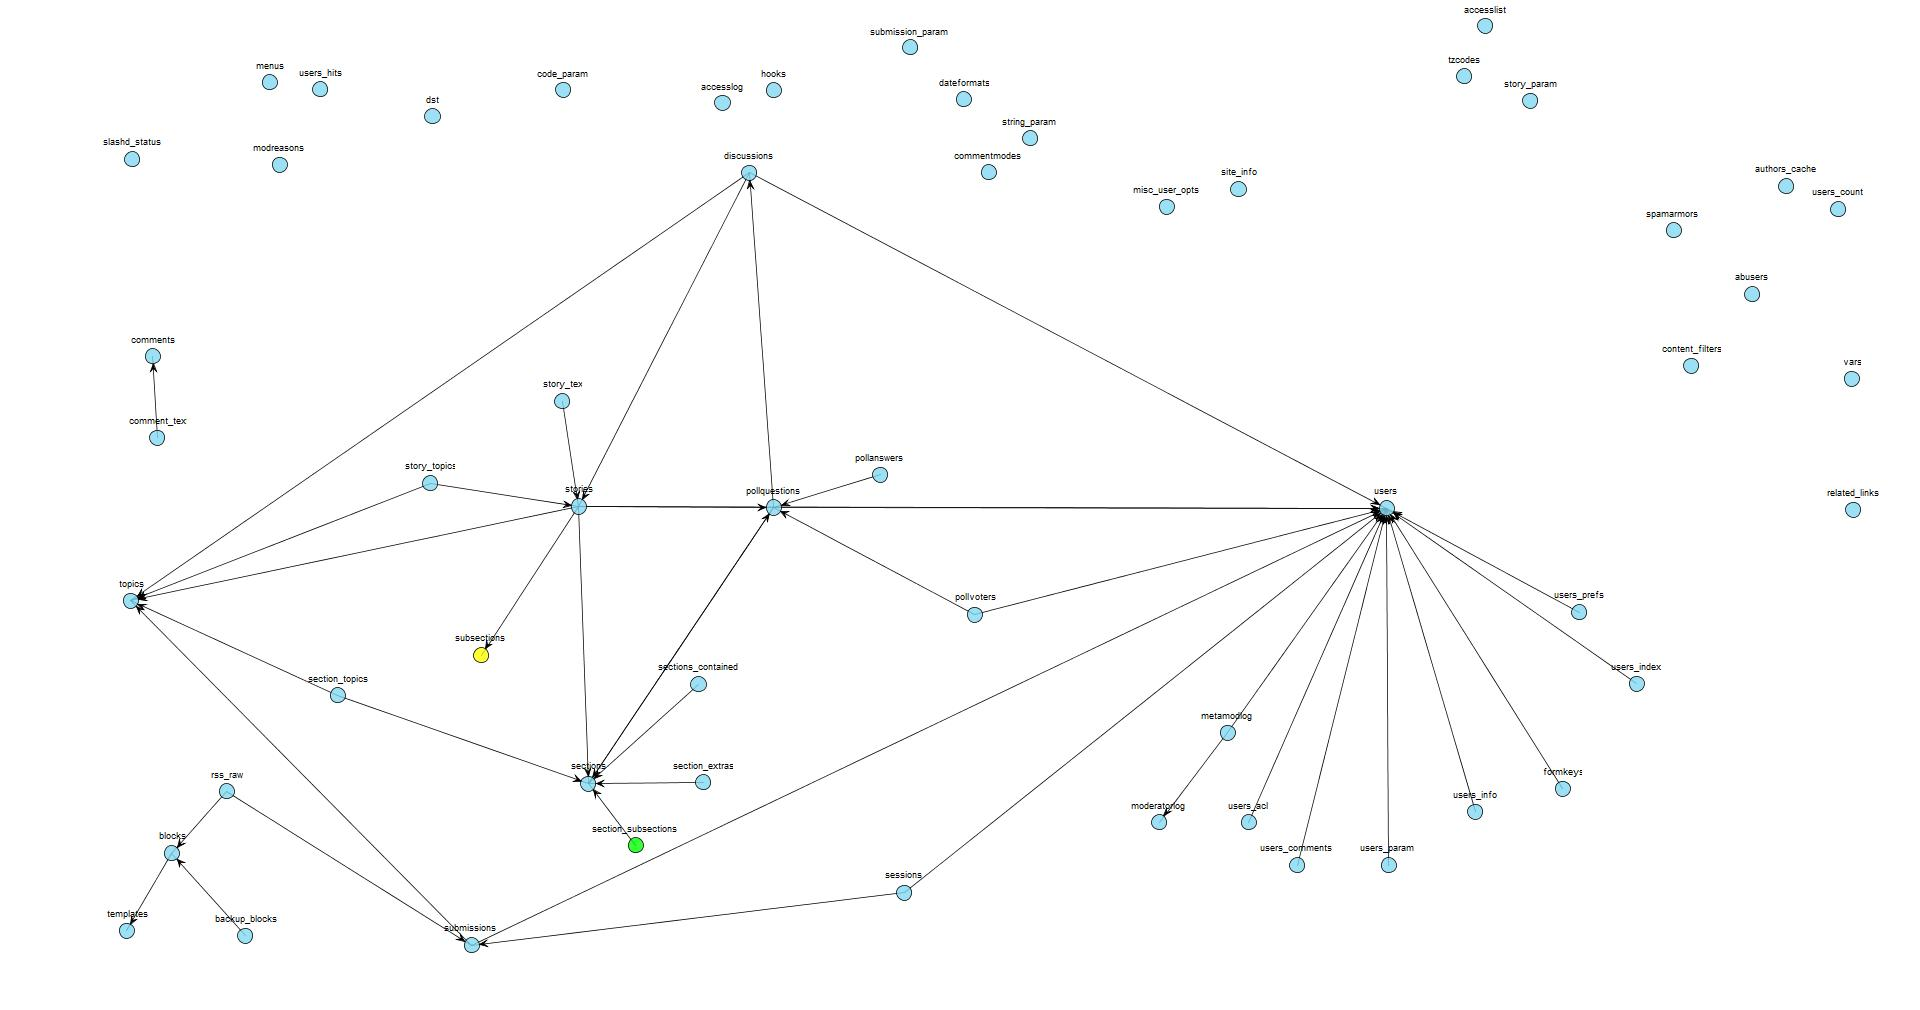 accesslist
submission_param
tzcodes
menus
users_hits
code_param
hooks
accesslog
dateformats
story_param
dst
string_param
slashd_status
modreasons
discussions
commentmodes
site_info
misc_user_opts
authors_cache
users_count
spamarmors
abusers
comments
content_filters
vars
story_tex
comment_tex
story_topics
pollanswers
stories
pollquestions
users
related_links
topics
pollvoters
users_prefs
subsections
sections_contained
users_index
section_topics
metamodlog
sections
section_extras
rss_raw
formkeys
users_info
moderatorlog
users_acl
blocks
section_subsections
users_comments
users_param
sessions
templates
backup_blocks
submissions